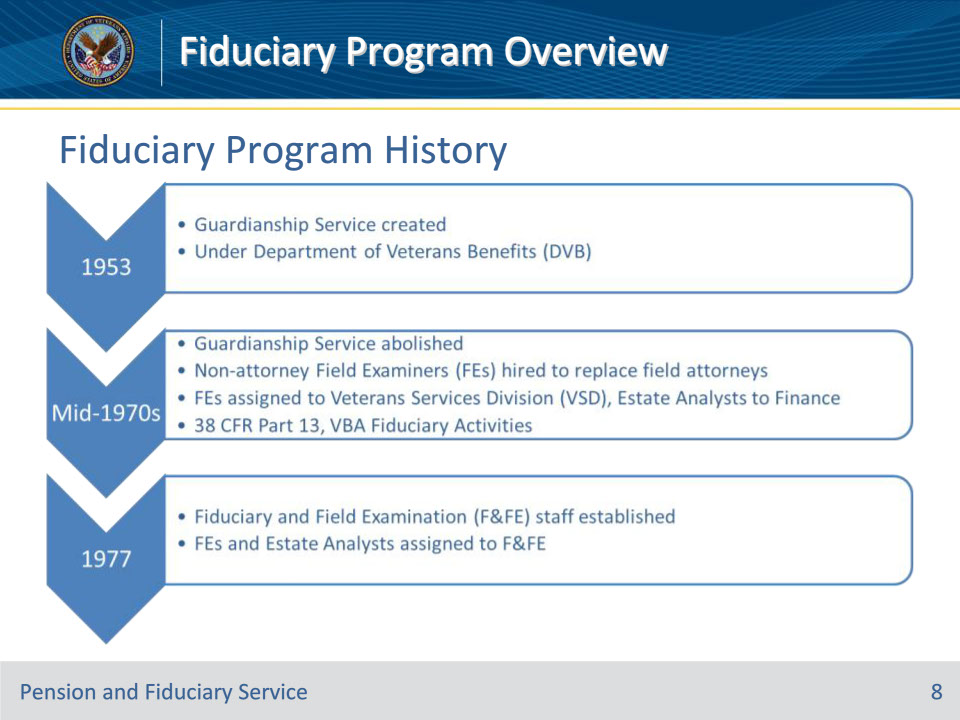 Fiduciary Program Overview
Fiduciary Program History
1953
• Guardianship Service created
• Under Department of Veterans Benefits (DVB)
Mid-1970s
• Guardianship Service abolished
• Non-attorney Field Examiners (FEs) hired to replace field attorneys
• FEs assigned to Veterans Services Division (VSD), Estate Analysts to Finance
• 38 CFR Part 13, VBA Fiduciary Activities
1977
• Fiduciary and Field Examination (F&FE) staff established
• FEs and Estate Analysts assigned to F&FE
Pension and Fiduciary Service
8